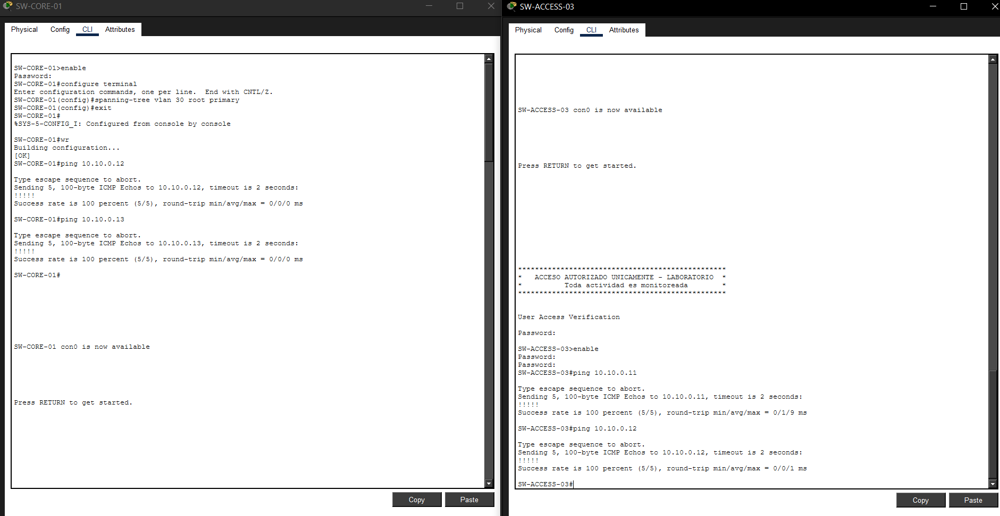 SW-CORE-01
Physical Config CLI Attributes
SW-CORE-01>enable
Password:
SW-CORE-01#configure terminal
Enter configuration commands, one per line.  End with CNTL/Z.
SW-CORE-01(config)#spanning-tree vlan 30 root primary
SW-CORE-01(config)#exit
SW-CORE-01#
%SYS-5-CONFIG_I: Configured from console by console
SW-CORE-01#wr
Building configuration...
[OK]
SW-CORE-01#ping 10.10.0.12
Type escape sequence to abort.
Sending 5, 100-byte ICMP Echos to 10.10.0.12, timeout is 2 seconds:
!!!!!
Success rate is 100 percent (5/5), round-trip min/avg/max = 0/0/0 ms
SW-CORE-01#ping 10.10.0.13
Type escape sequence to abort.
Sending 5, 100-byte ICMP Echos to 10.10.0.13, timeout is 2 seconds:
!!!!!
Success rate is 100 percent (5/5), round-trip min/avg/max = 0/0/0 ms
SW-CORE-01#
SW-CORE-01 con0 is now available
Press RETURN to get started.
Copy Paste
SW-ACCESS-03
Physical Config CLI Attributes
SW-ACCESS-03 con0 is now available
Press RETURN to get started.
*************************************************
*   ACCESO AUTORIZADO UNICAMENTE - LABORATORIO  *
*          Toda actividad es monitoreada        *
*************************************************
User Access Verification
Password:
SW-ACCESS-03>enable
Password:
Password:
SW-ACCESS-03#ping 10.10.0.11
Type escape sequence to abort.
Sending 5, 100-byte ICMP Echos to 10.10.0.11, timeout is 2 seconds:
!!!!!
Success rate is 100 percent (5/5), round-trip min/avg/max = 0/1/9 ms
SW-ACCESS-03#ping 10.10.0.12
Type escape sequence to abort.
Sending 5, 100-byte ICMP Echos to 10.10.0.12, timeout is 2 seconds:
!!!!!
Success rate is 100 percent (5/5), round-trip min/avg/max = 0/0/1 ms
SW-ACCESS-03#
Copy Paste